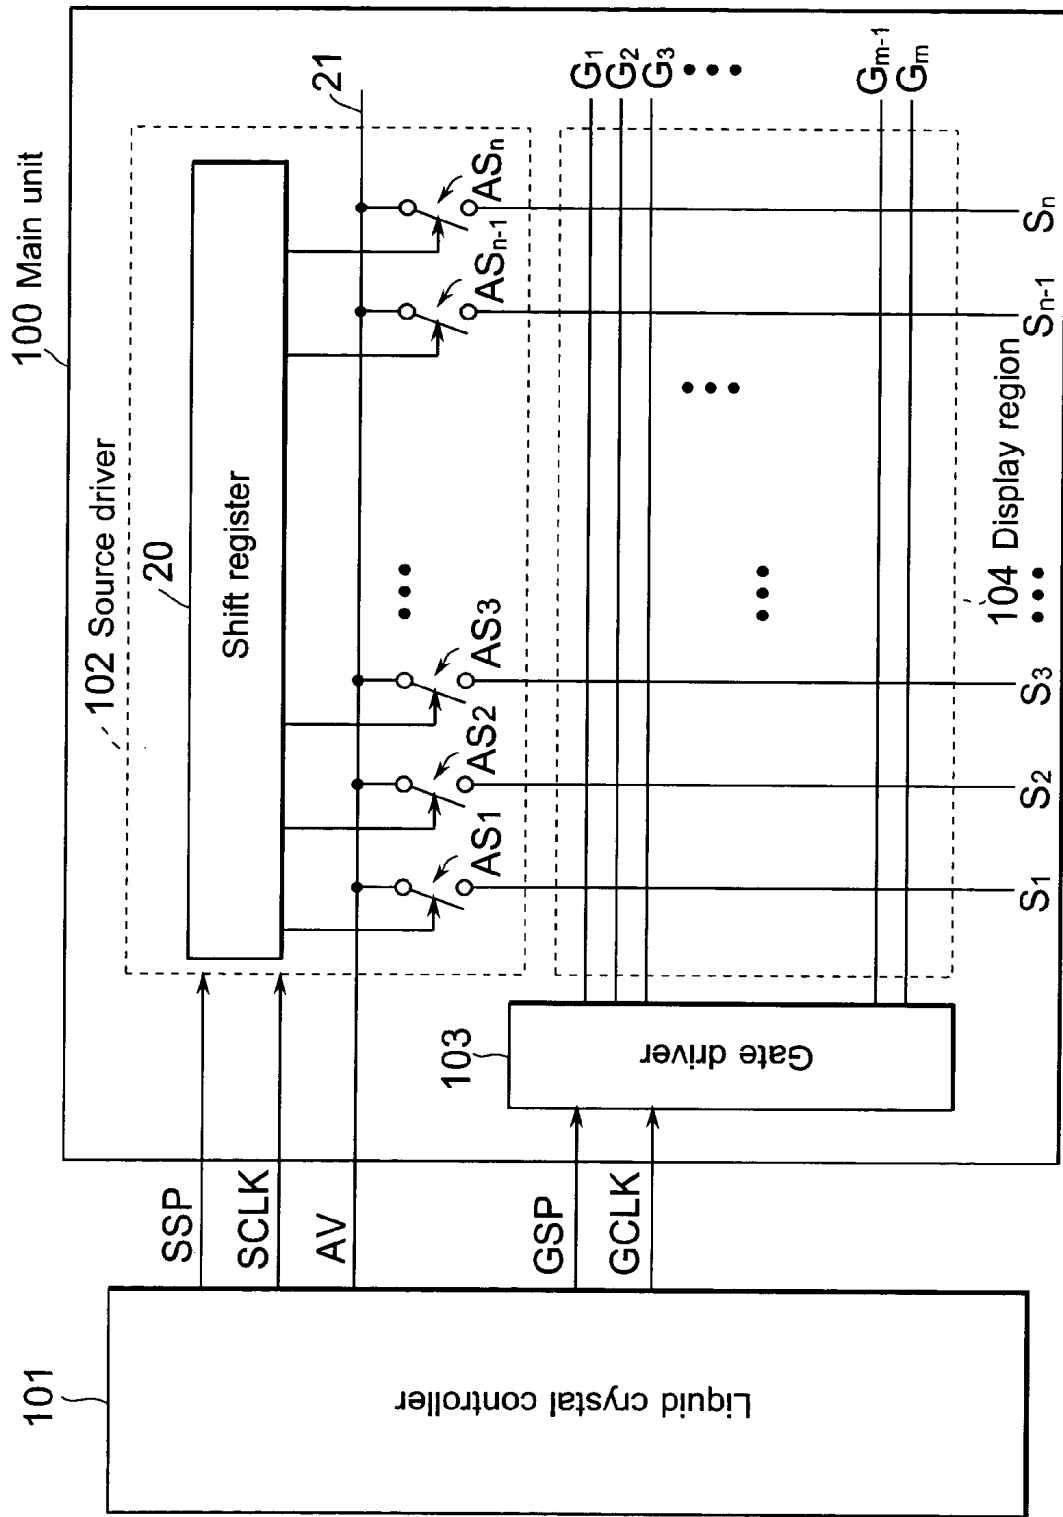 100 Main unit
102 Source driver
20
Shift register
21
AS1
AS2
AS3
ASn-1
ASn
101
Liquid crystal controller
SSP
SCLK
AV
GSP
GCLK
103
Gate driver
G1
G2
G3
Gm-1
Gm
104 Display region
S1
S2
S3
Sn-1
Sn